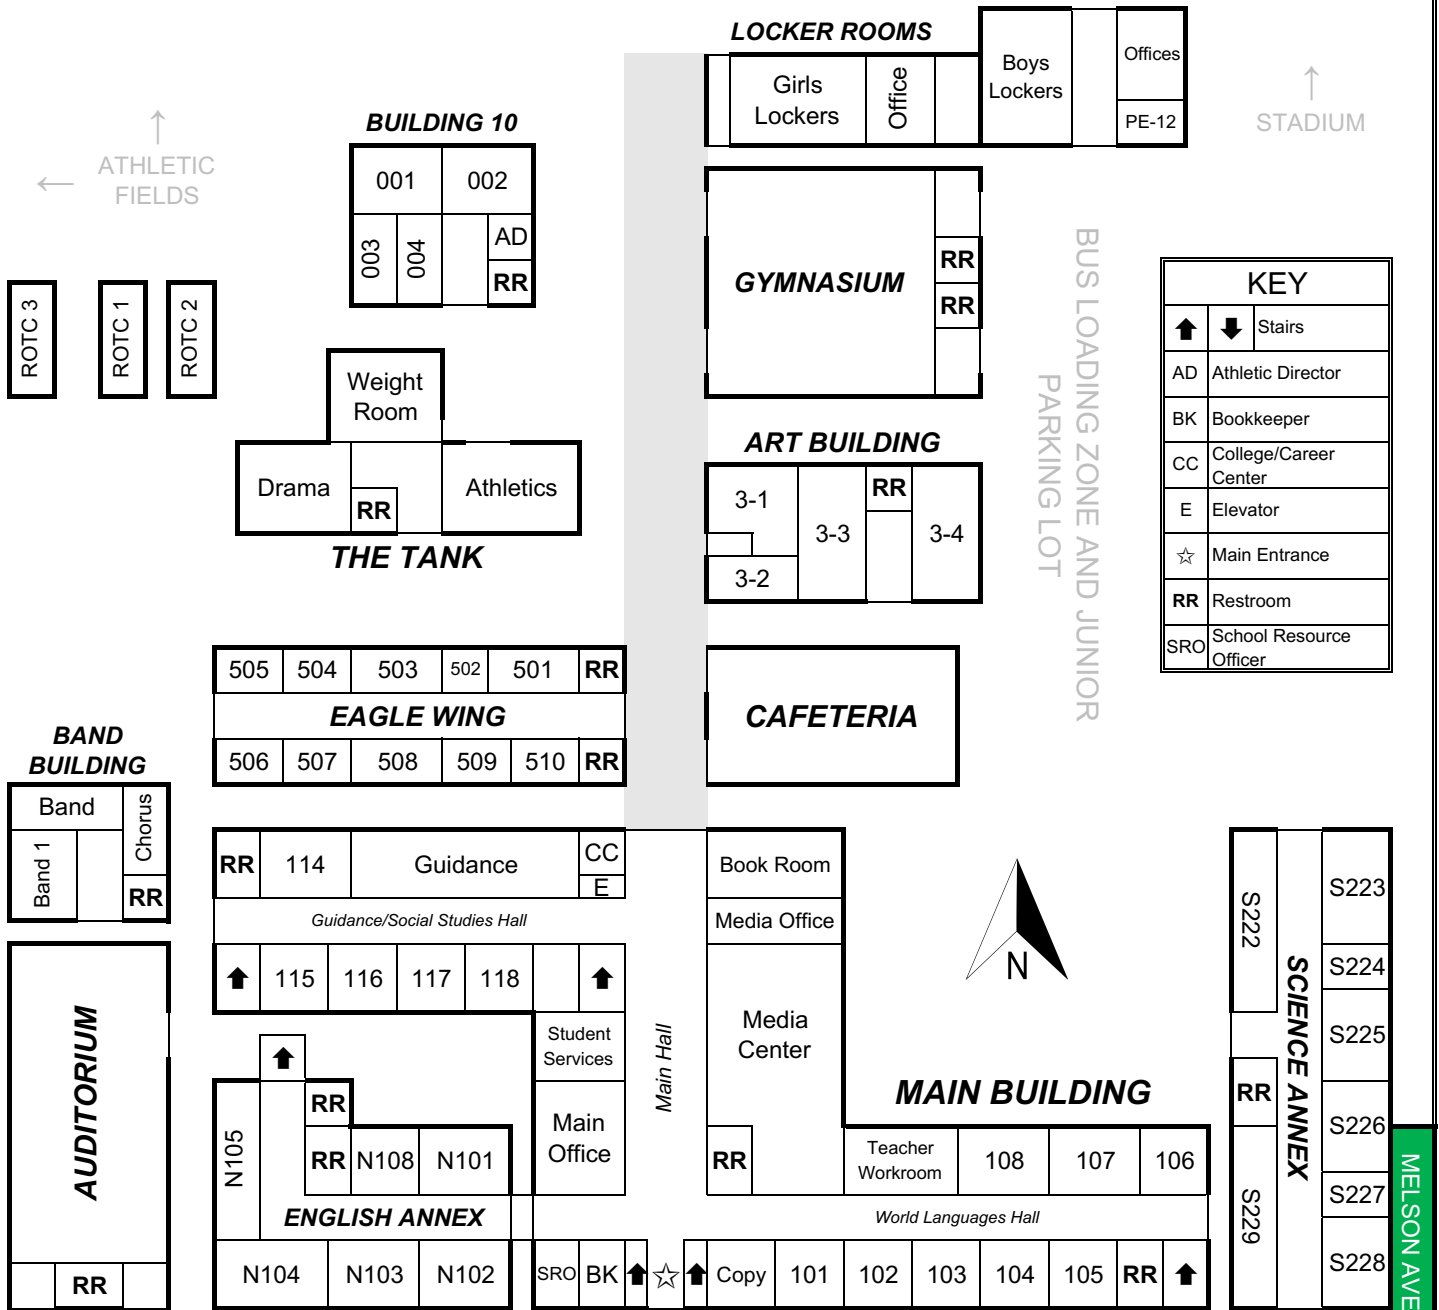 LOCKER ROOMS
Girls
Lockers
Office
Boys
Lockers
Offices
PE-12
↑
STADIUM
↑
ATHLETIC
← FIELDS
BUILDING 10
001
002
003
004
AD
RR
GYMNASIUM
RR
RR
BUS LOADING ZONE AND JUNIOR
PARKING LOT
KEY
Stairs
AD Athletic Director
BK Bookkeeper
CC College/Career
Center
E Elevator
☆ Main Entrance
RR Restroom
SRO School Resource
Officer
ROTC 3
ROTC 1
ROTC 2
Weight
Room
Drama
RR
Athletics
THE TANK
ART BUILDING
3-1
3-2
3-3
RR
3-4
505 504 503 502 501 RR
EAGLE WING
506 507 508 509 510 RR
CAFETERIA
BAND
BUILDING
Band
Band 1
Chorus
RR
RR 114 Guidance CC
E
Guidance/Social Studies Hall
115 116 117 118
Student
Services
Main
Office
Main Hall
Book Room
Media Office
Media
Center
RR
N
MAIN BUILDING
Teacher
Workroom
108 107 106
World Languages Hall
AUDITORIUM
RR
N105
RR
RR N108 N101
ENGLISH ANNEX
N104 N103 N102
SRO BK ☆ Copy 101 102 103 104 105 RR
S222
RR
S229
SCIENCE ANNEX
S223
S224
S225
S226
S227
S228
MELSON AVE